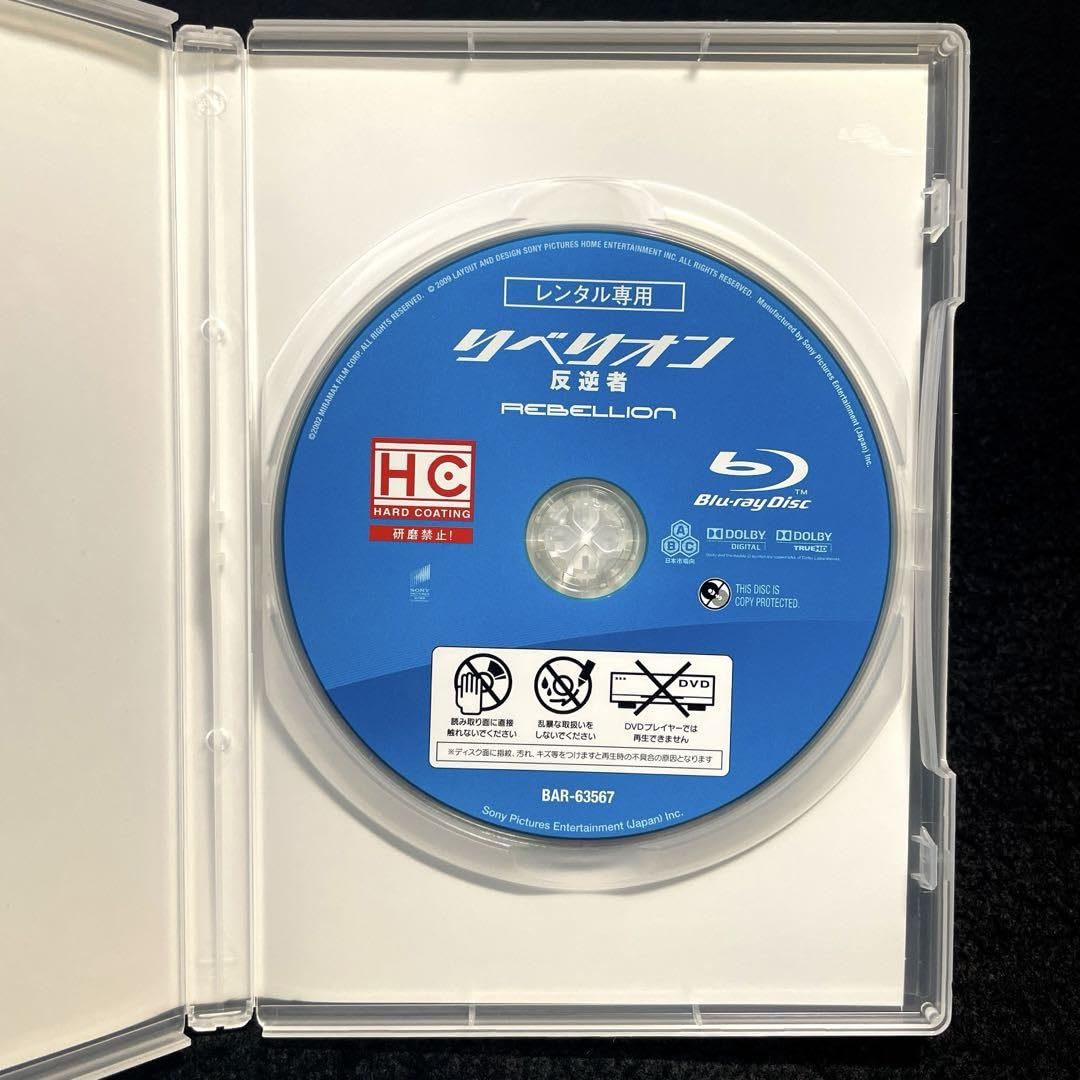 ©2002 MIRAMAX FILM CORP. ALL RIGHTS RESERVED. © 2009 LAYOUT AND DESIGN SONY PICTURES HOME ENTERTAINMENT INC. ALL RIGHTS RESERVED. Manufactured by Sony Pictures Entertainment (Japan) Inc.
レンタル専用
リベリオン
反逆者
REBELLION
HC
HARD COATING
研磨禁止!
Blu-ray Disc
TM
ABC
日本市場向
DOLBY
DIGITAL
DOLBY
TRUEHD
SONY
PICTURES
THIS DISC IS
COPY PROTECTED.
読み取り面に直接
触れないでください
乱暴な取扱いを
しないでください
DVD
DVDプレイヤーでは
再生できません
※ディスク面に指紋、汚れ、キズ等をつけますと再生時の不具合の原因となります
BAR-63567
Sony Pictures Entertainment (Japan) Inc.